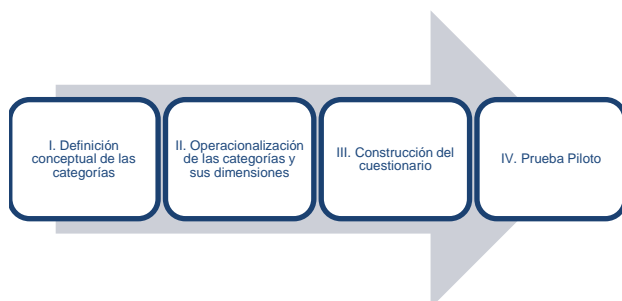 I. Definición
conceptual de las
categorías
II. Operacionalización
de las categorías y
sus dimensiones
III. Construcción del
cuestionario
IV. Prueba Piloto